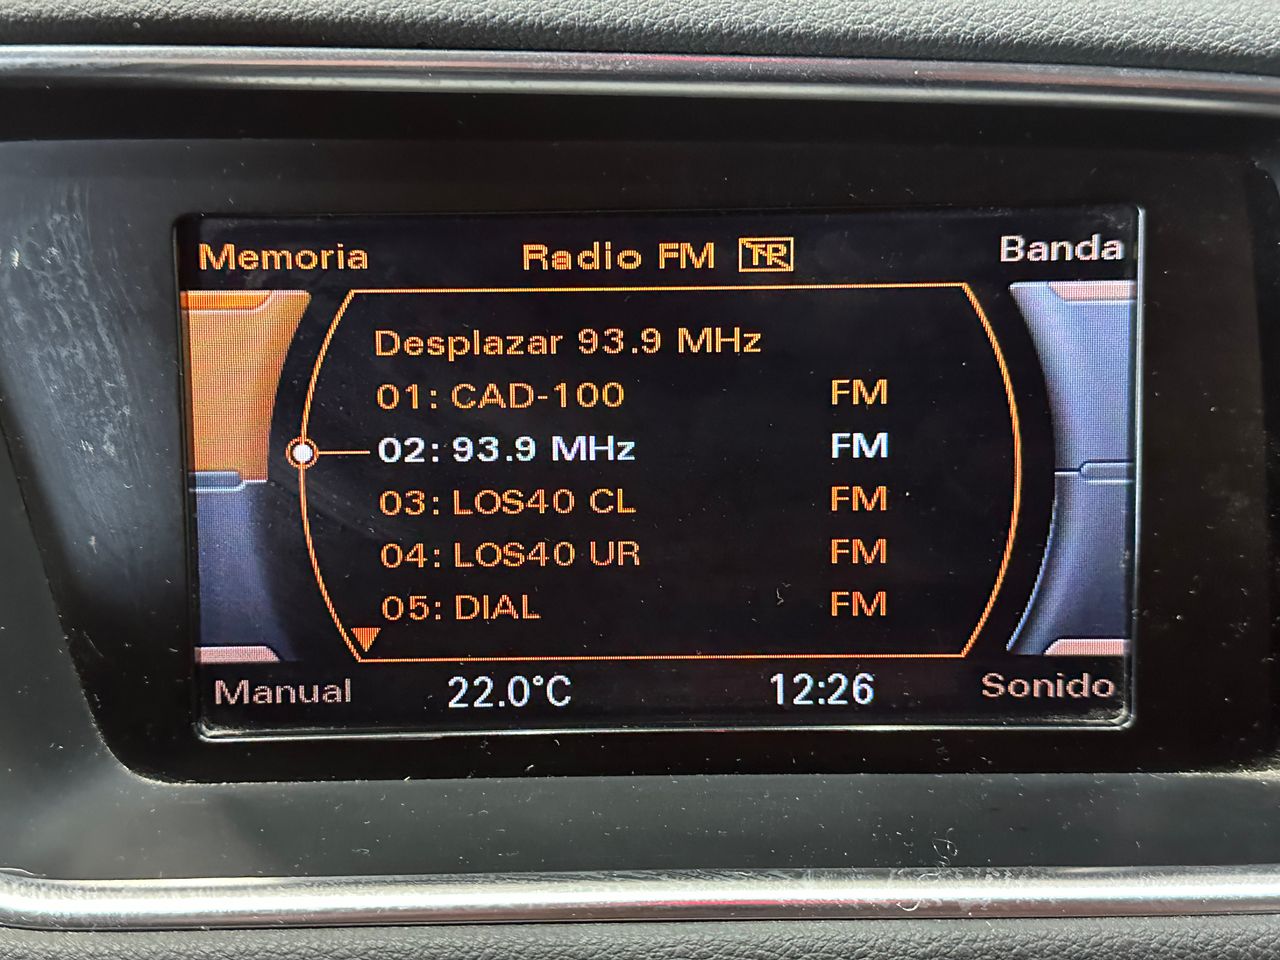 Memoria Radio FM TP Banda
Desplazar 93.9 MHz
01: CAD-100 FM
02: 93.9 MHz FM
03: LOS40 CL FM
04: LOS40 UR FM
05: DIAL FM
Manual 22.0°C 12:26 Sonido